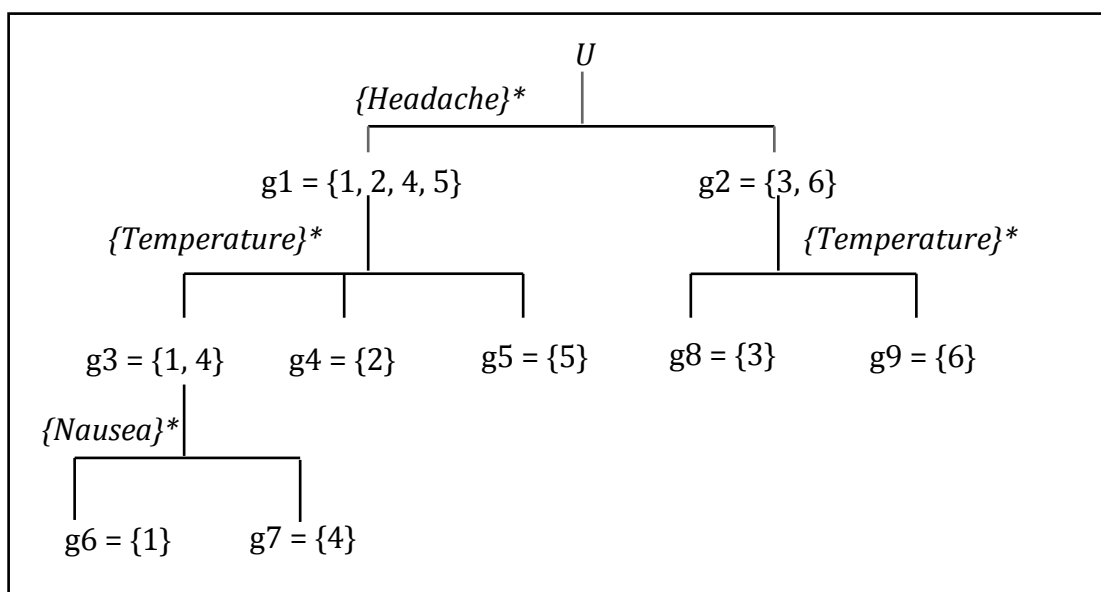 U
{Headache}*
g1 = {1, 2, 4, 5}
g2 = {3, 6}
{Temperature}*
{Temperature}*
g3 = {1, 4}
g4 = {2}
g5 = {5}
g8 = {3}
g9 = {6}
{Nausea}*
g6 = {1}
g7 = {4}